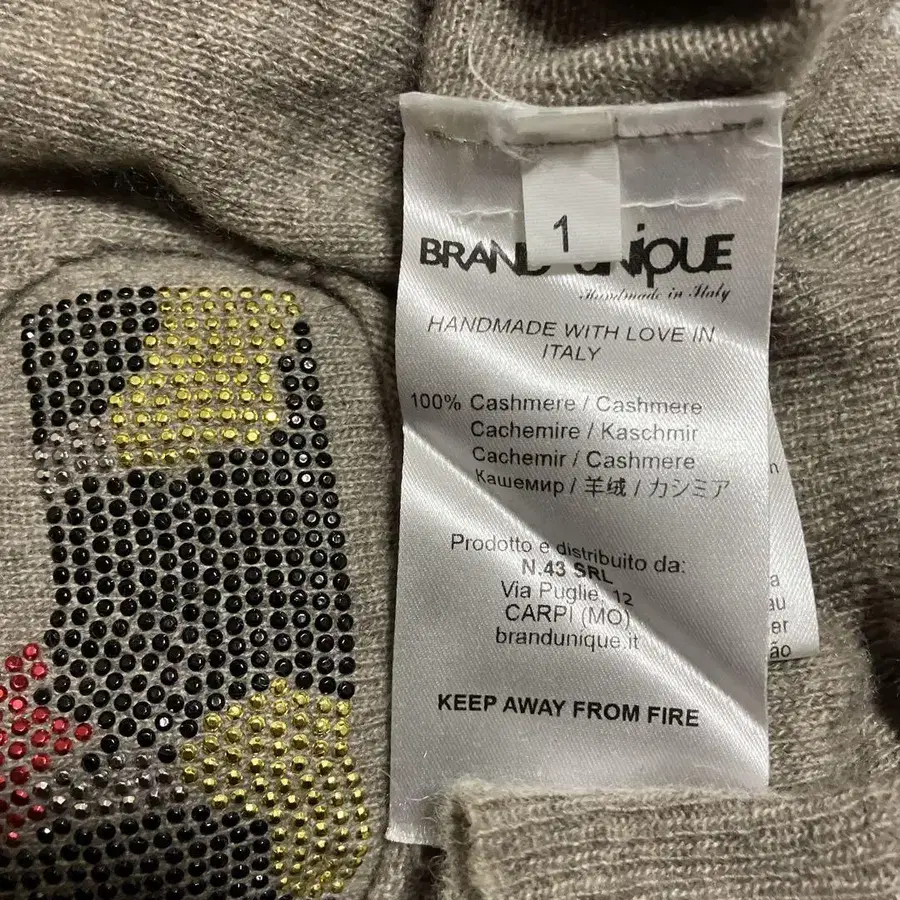 1
BRAND UNIQUE
Handmade in Italy
HANDMADE WITH LOVE IN
ITALY
100% Cashmere / Cashmere
Cachemire / Kaschmir
Cachemir / Cashmere
Кашемир / 羊绒 / カシミア
Prodotto e distribuito da:
N.43 SRL
Via Puglie, 12
CARPI (MO)
brandunique.it
KEEP AWAY FROM FIRE